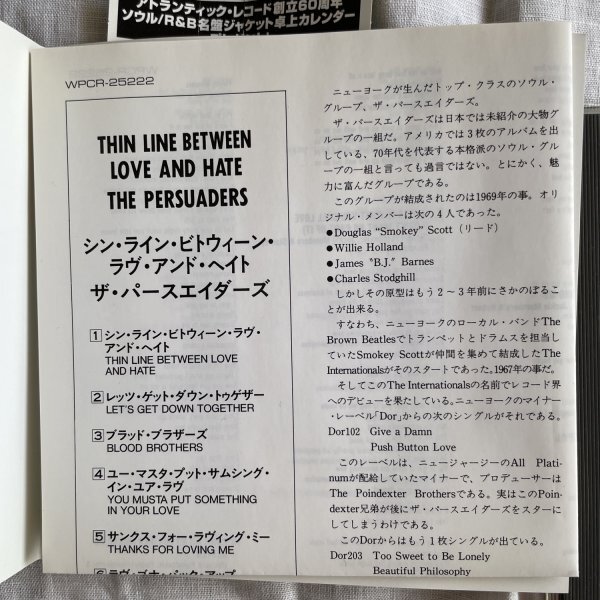 アトランティック・レコード創立60周年
ソウル/R&B名盤ジャケット卓上カレンダー
WPCR-25222
THIN LINE BETWEEN
LOVE AND HATE
THE PERSUADERS
シン・ライン・ビトウィーン・
ラヴ・アンド・ヘイト
ザ・パースエイダーズ
1 シン・ライン・ビトウィーン・ラヴ・
アンド・ヘイト
THIN LINE BETWEEN LOVE
AND HATE
2 レッツ・ゲット・ダウン・トゥゲザー
LET'S GET DOWN TOGETHER
3 ブラッド・ブラザーズ
BLOOD BROTHERS
4 ユー・マスタ・プット・サムシング・
イン・ユア・ラヴ
YOU MUSTA PUT SOMETHING
IN YOUR LOVE
5 サンクス・フォー・ラヴィング・ミー
THANKS FOR LOVING ME
6 ラヴ・ゴナ・パック・アップ
ニューヨークが生んだトップ・クラスのソウル・
グループ、ザ・パースエイダーズ。
ザ・パースエイダーズは日本では未紹介の大物グ
ループの一組だ。アメリカでは3枚のアルバムを出
している、70年代を代表する本格派のソウル・グル
ープの一組と言っても過言ではない。とにかく、魅
力に富んだグループである。
このグループが結成されたのは1969年の事。オリ
ジナル・メンバーは次の4人であった。
●Douglas "Smokey" Scott (リード)
●Willie Holland
●James "B.J." Barnes
●Charles Stodghill
しかしその原型はもう2～3年前にさかのぼるこ
とが出来る。
すなわち、ニューヨークのローカル・バンドThe
Brown Beatlesでトランペットとドラムスを担当し
ていたSmokey Scottが仲間を集めて結成したThe
Internationalsがそのスタートであった。1967年の事だ。
そしてこのThe Internationalsの名前でレコード界
へのデビューを果たしている。ニューヨークのマイナー
・レーベル「Dor」からの次のシングルがそれである。
Dor102 Give a Damn
Push Button Love
このレーベルは、ニュージャージーのAll Plati-
numが配給していたマイナーで、プロデューサーは
The Poindexter Brothersである。実はこのPoin-
dexter兄弟が後にザ・パースエイダーズをスターに
してしまうわけである。
このDorからはもう1枚シングルが出ている。
Dor203 Too Sweet to Be Lonely
Beautiful Philosophy